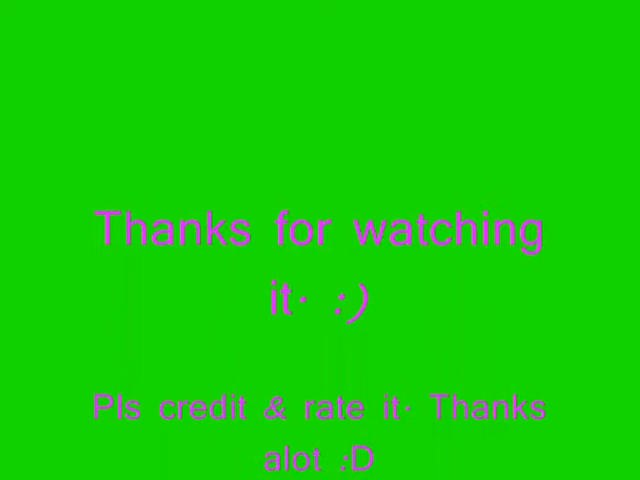 Thanks for watching
it. :)
Pls credit & rate it. Thanks
alot :D